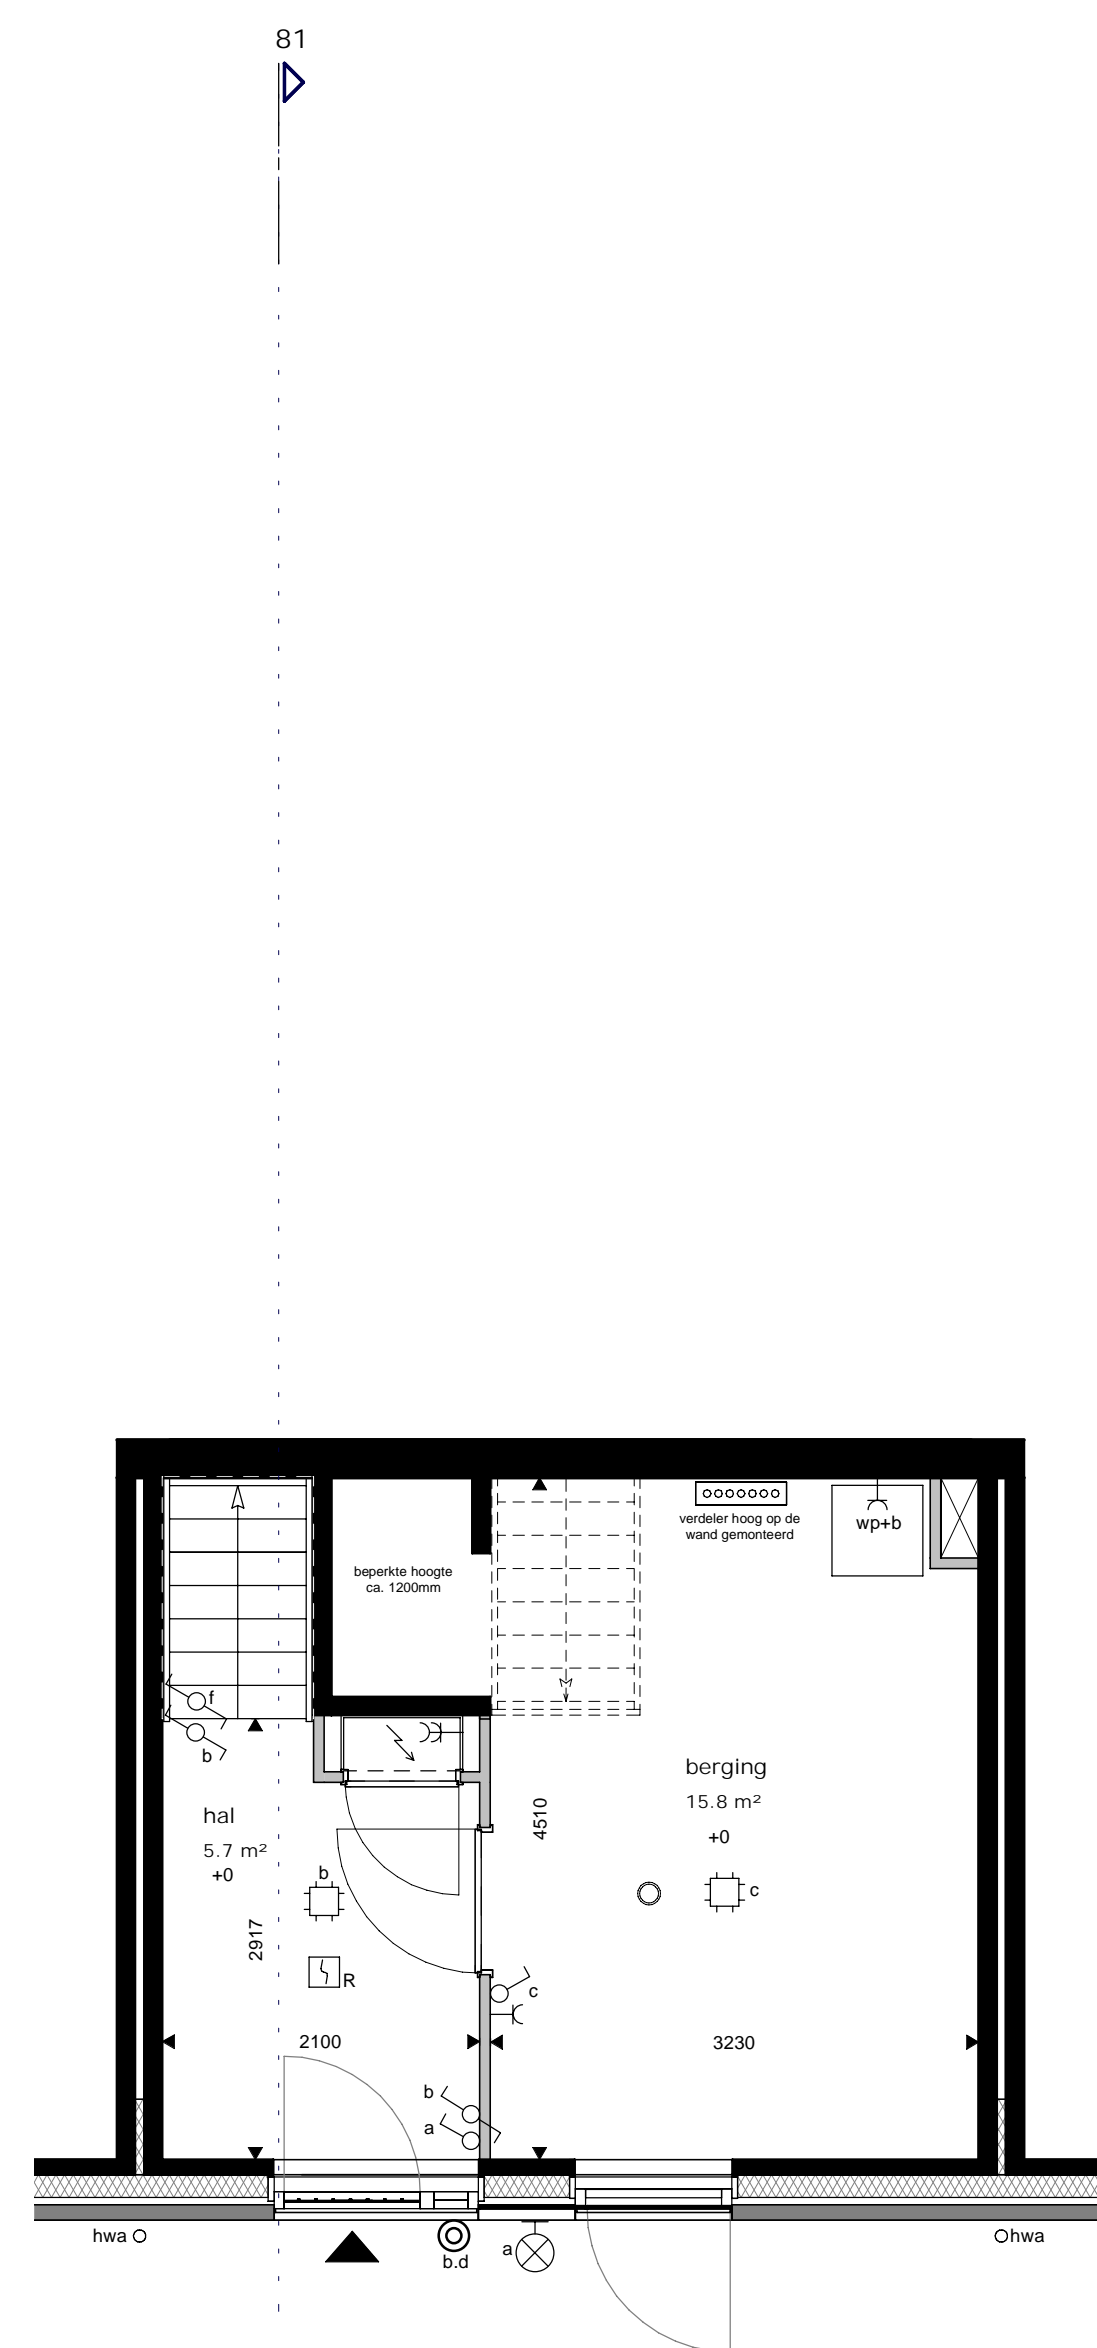 81
verdeler hoog op de
wand gemonteerd
wp+b
beperkte hoogte
ca. 1200mm
f
b
berging
15.8 m²
+0
hal
5.7 m²
+0
4510
b
c
2917
R
c
2100
3230
b
a
hwa
b.d
a
hwa